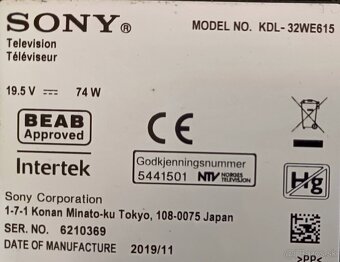 SONY®
MODEL NO. KDL-32WE615
Television
Téléviseur
19.5 V ⎓ 74 W
BEAB
Approved
Intertek
CE
Godkjenningsnummer
5441501 NTV NORGES
TELEVISION
Hg
Sony Corporation
1-7-1 Konan Minato-ku Tokyo, 108-0075 Japan
SER. NO. 6210369
DATE OF MANUFACTURE 2019/11
>PP<